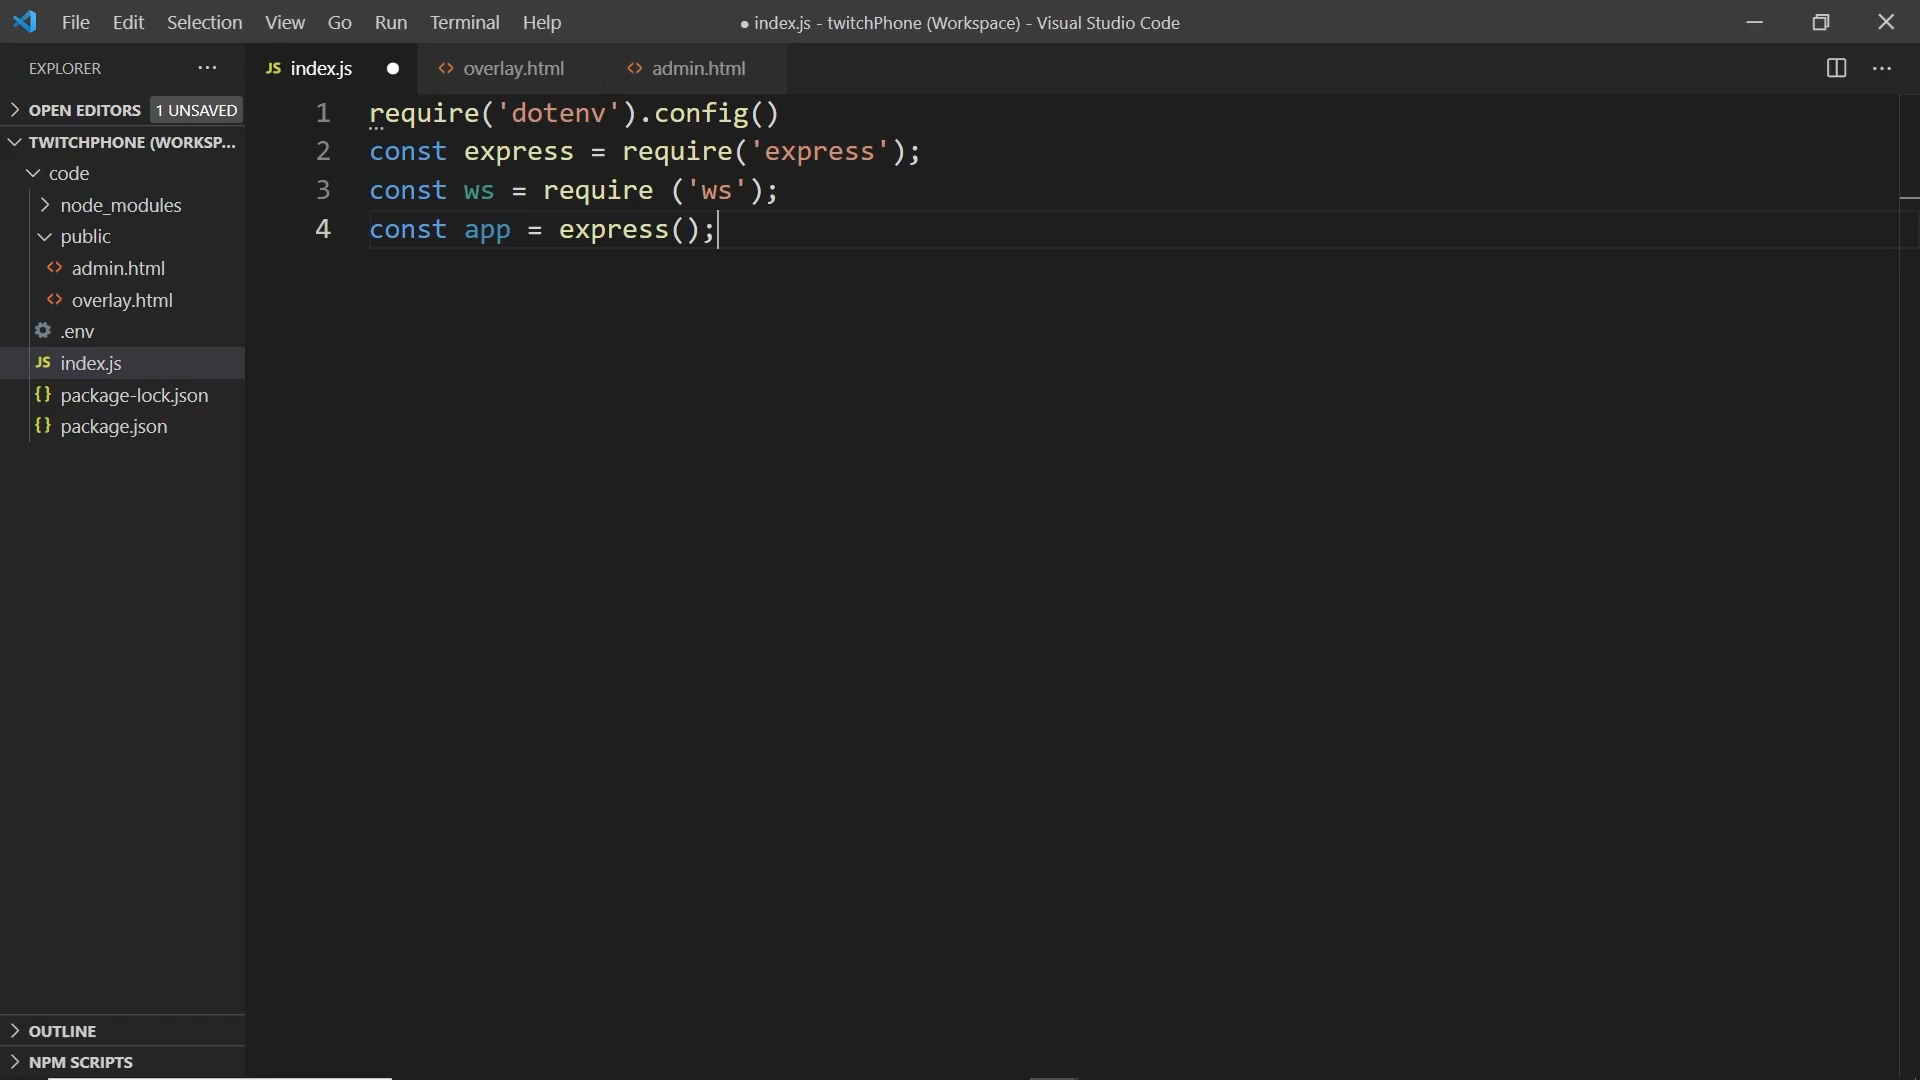 File Edit Selection View Go Run Terminal Help
● index.js - twitchPhone (Workspace) - Visual Studio Code
EXPLORER
JS index.js
overlay.html
admin.html
OPEN EDITORS 1 UNSAVED
TWITCHPHONE (WORKSP...
code
node_modules
public
<> admin.html
<> overlay.html
.env
JS index.js
{} package-lock.json
{} package.json
OUTLINE
NPM SCRIPTS
1 require('dotenv').config()
2 const express = require('express');
3 const ws = require ('ws');
4 const app = express();